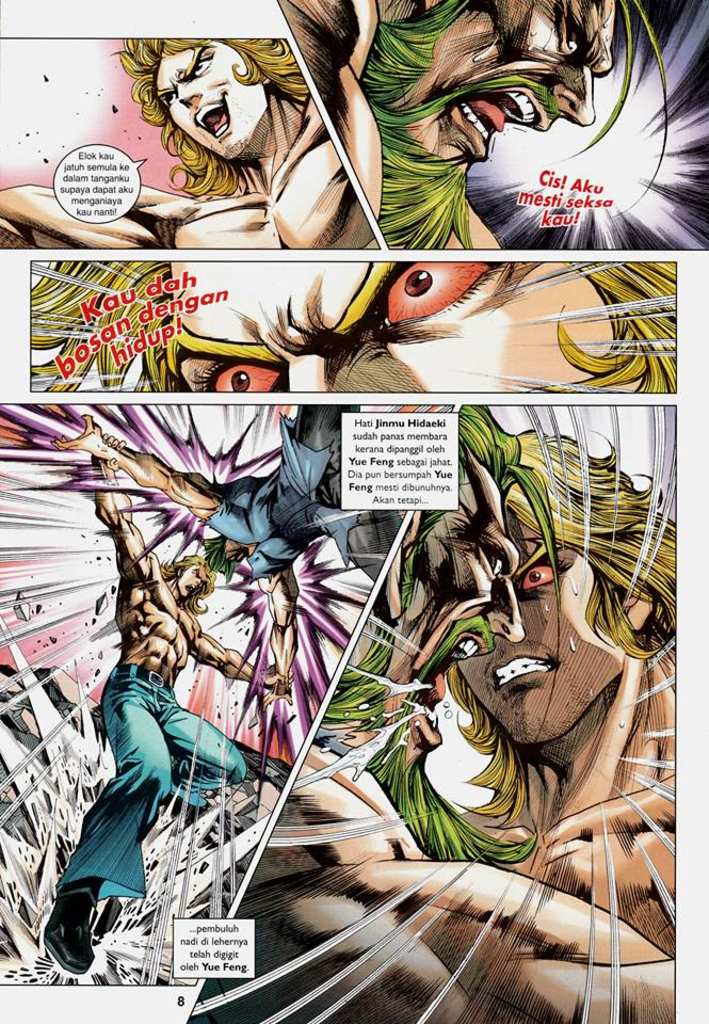 Elok kau
jatuh semula ke
dalam tanganku
supaya dapat aku
menganiaya
kau nanti!
Cis! Aku
mesti seksa
kau!
Kau dah
bosan dengan
hidup!
Hati Jinmu Hidaeki
sudah panas membara
kerana dipanggil oleh
Yue Feng sebagai jahat.
Dia pun bersumpah Yue
Feng mesti dibunuhnya.
Akan tetapi...
...pembuluh
nadi di lehernya
telah digigit
oleh Yue Feng.
8